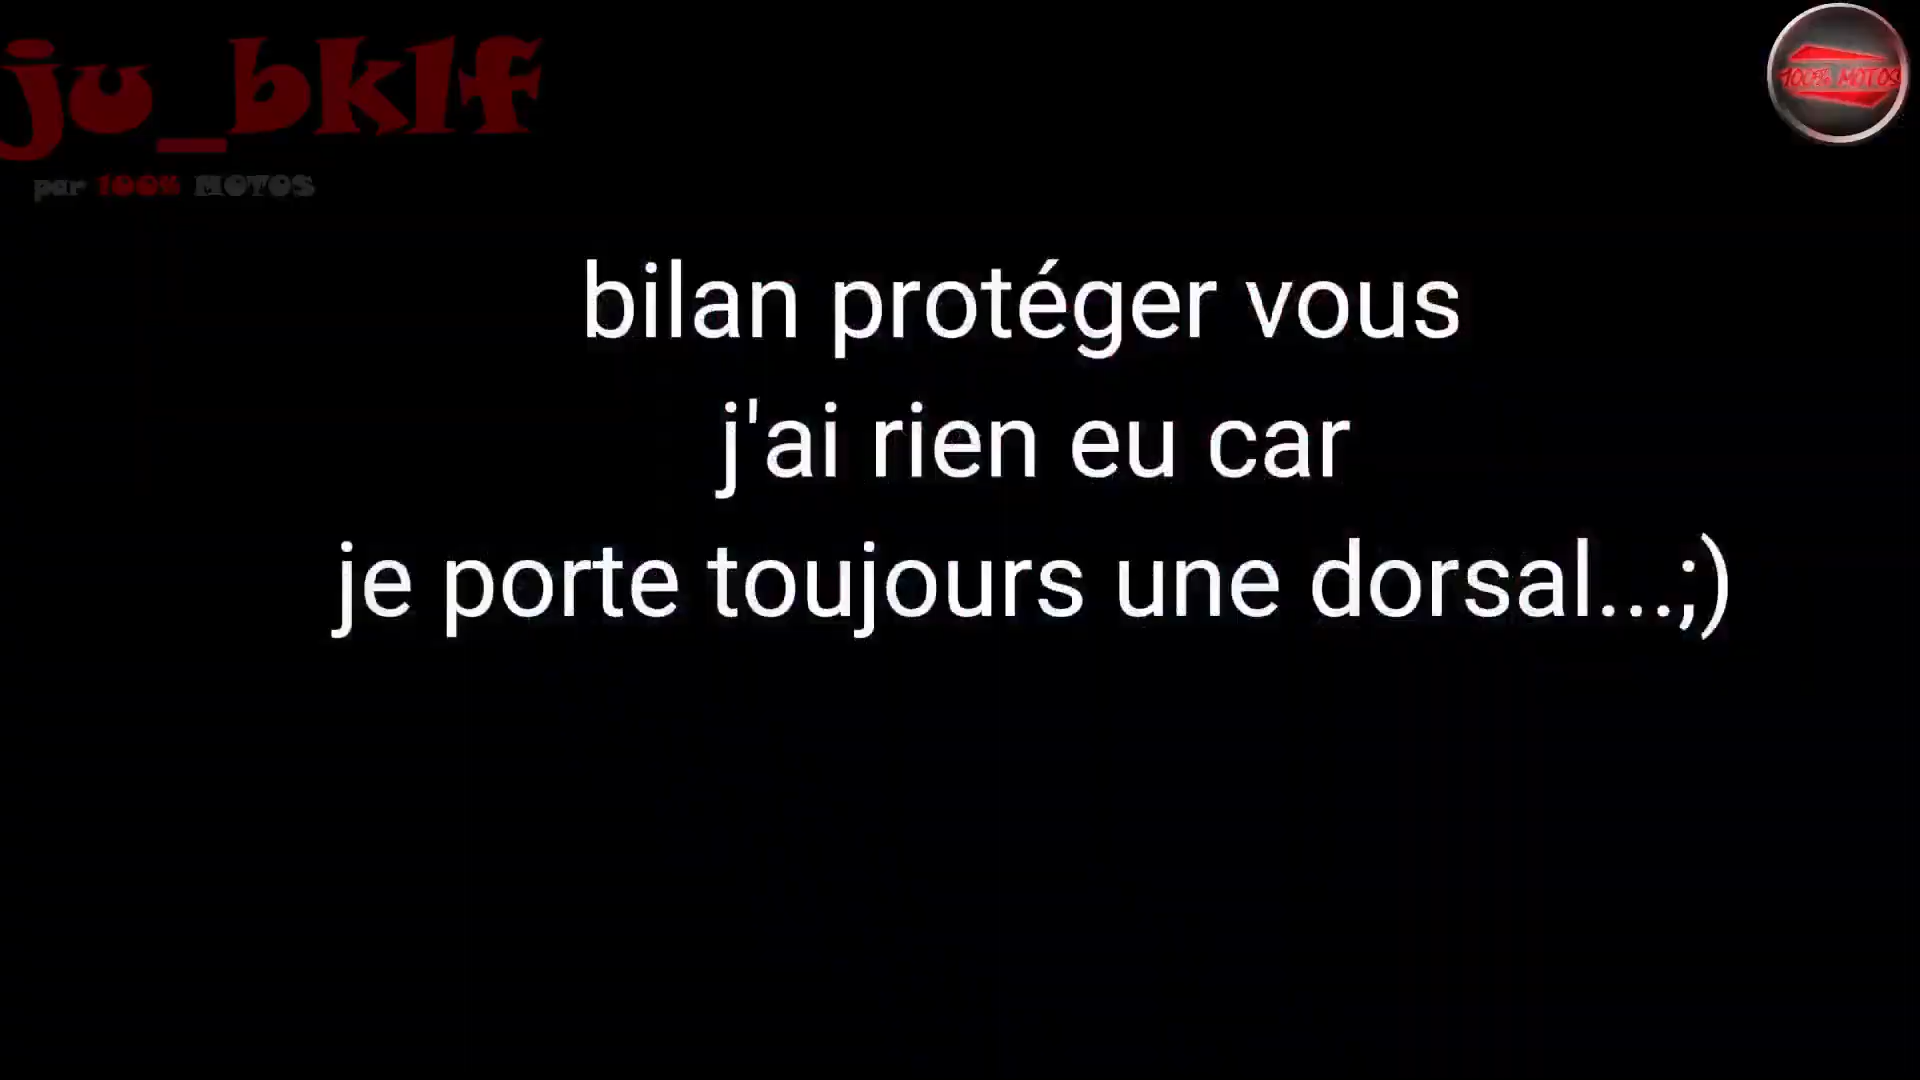 ju_bklf
100% MOTOS
par 100% MOTOS
bilan protéger vous
j'ai rien eu car
je porte toujours une dorsal...;)